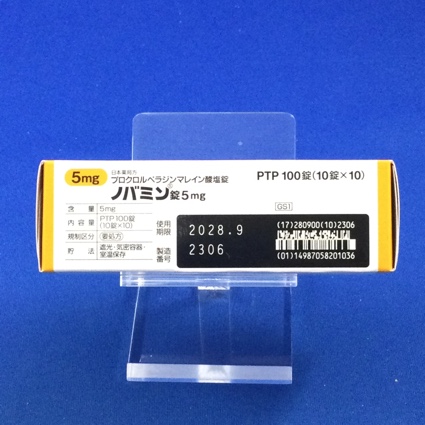 5mg
日本薬局方
プロクロルペラジンマレイン酸塩錠
ノバミン®錠5mg
PTP 100錠(10錠×10)
含 量 5mg
内 容 量 PTP 100錠
(10錠×10)
規制区分 要処方
貯 法 遮光・気密容器・
室温保存
使用
期限 2028.9
製造
番号 2306
GS1
(17)280900(10)2306
(01)14987058201036